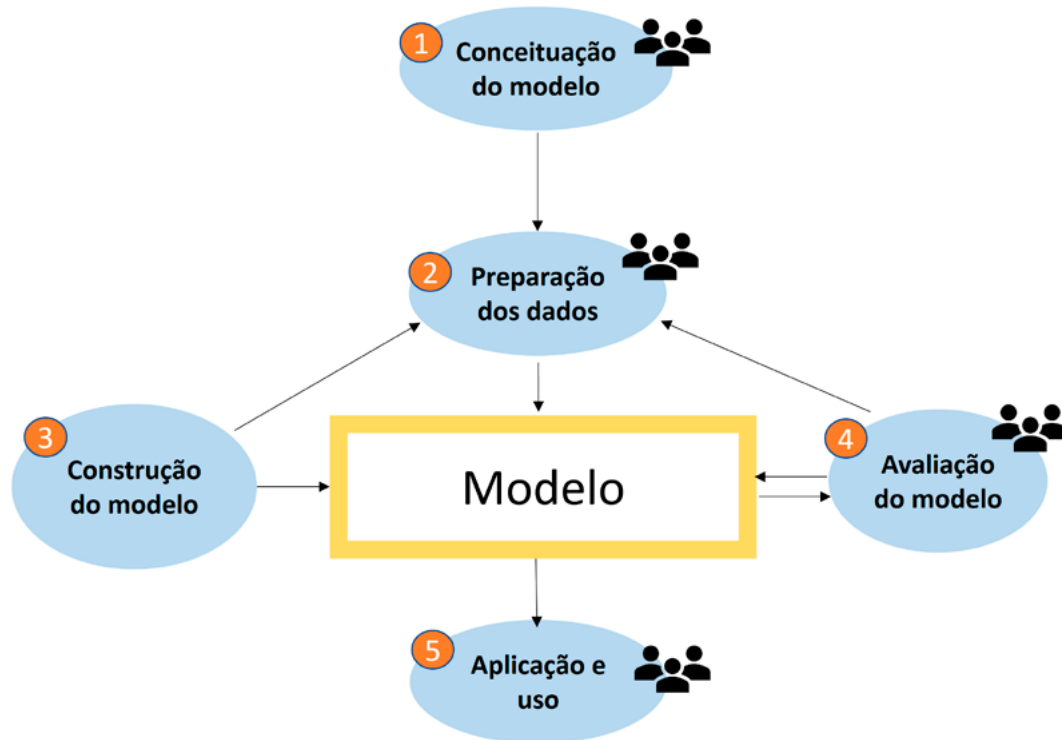 1
Conceituação
do modelo
2
Preparação
dos dados
3
Construção
do modelo
Modelo
4
Avaliação
do modelo
5
Aplicação e
uso